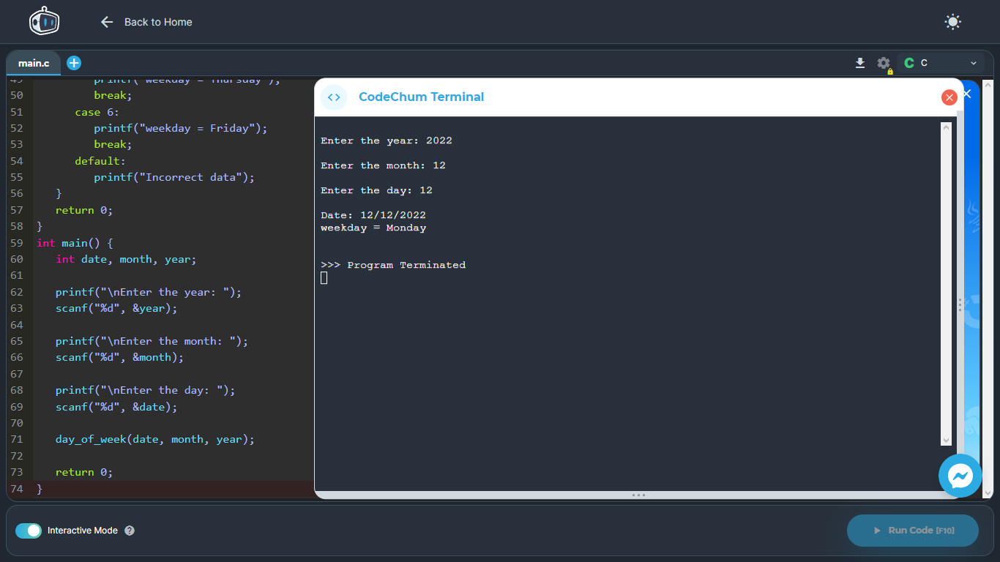 Back to Home
main.c
C C
49 printf("weekday = Thursday");
50 break;
51 case 6:
52 printf("weekday = Friday");
53 break;
54 default:
55 printf("Incorrect data");
56 }
57 return 0;
58 }
59 int main() {
60 int date, month, year;
61
62 printf("\nEnter the year: ");
63 scanf("%d", &year);
64
65 printf("\nEnter the month: ");
66 scanf("%d", &month);
67
68 printf("\nEnter the day: ");
69 scanf("%d", &date);
70
71 day_of_week(date, month, year);
72
73 return 0;
74 }
<> CodeChum Terminal
Enter the year: 2022
Enter the month: 12
Enter the day: 12
Date: 12/12/2022
weekday = Monday
>>> Program Terminated
Interactive Mode ?
Run Code [F10]